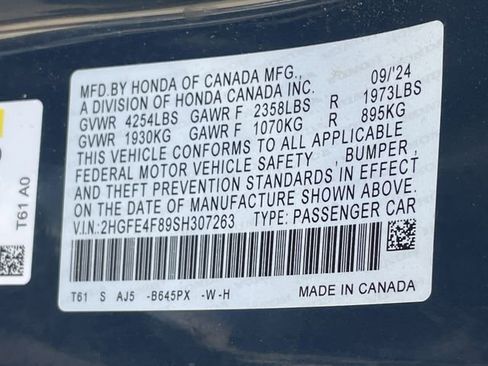 MFD.BY HONDA OF CANADA MFG., 09/'24
A DIVISION OF HONDA CANADA INC.
GVWR 4254LBS GAWR F 2358LBS R 1973LBS
GVWR 1930KG GAWR F 1070KG R 895KG
THIS VEHICLE CONFORMS TO ALL APPLICABLE
FEDERAL MOTOR VEHICLE SAFETY , BUMPER ,
AND THEFT PREVENTION STANDARDS IN EFFECT
ON THE DATE OF MANUFACTURE SHOWN ABOVE.
V.I.N:2HGFE4F89SH307263 TYPE: PASSENGER CAR
T61 S AJ5 -B645PX -W-H MADE IN CANADA
T61 A0